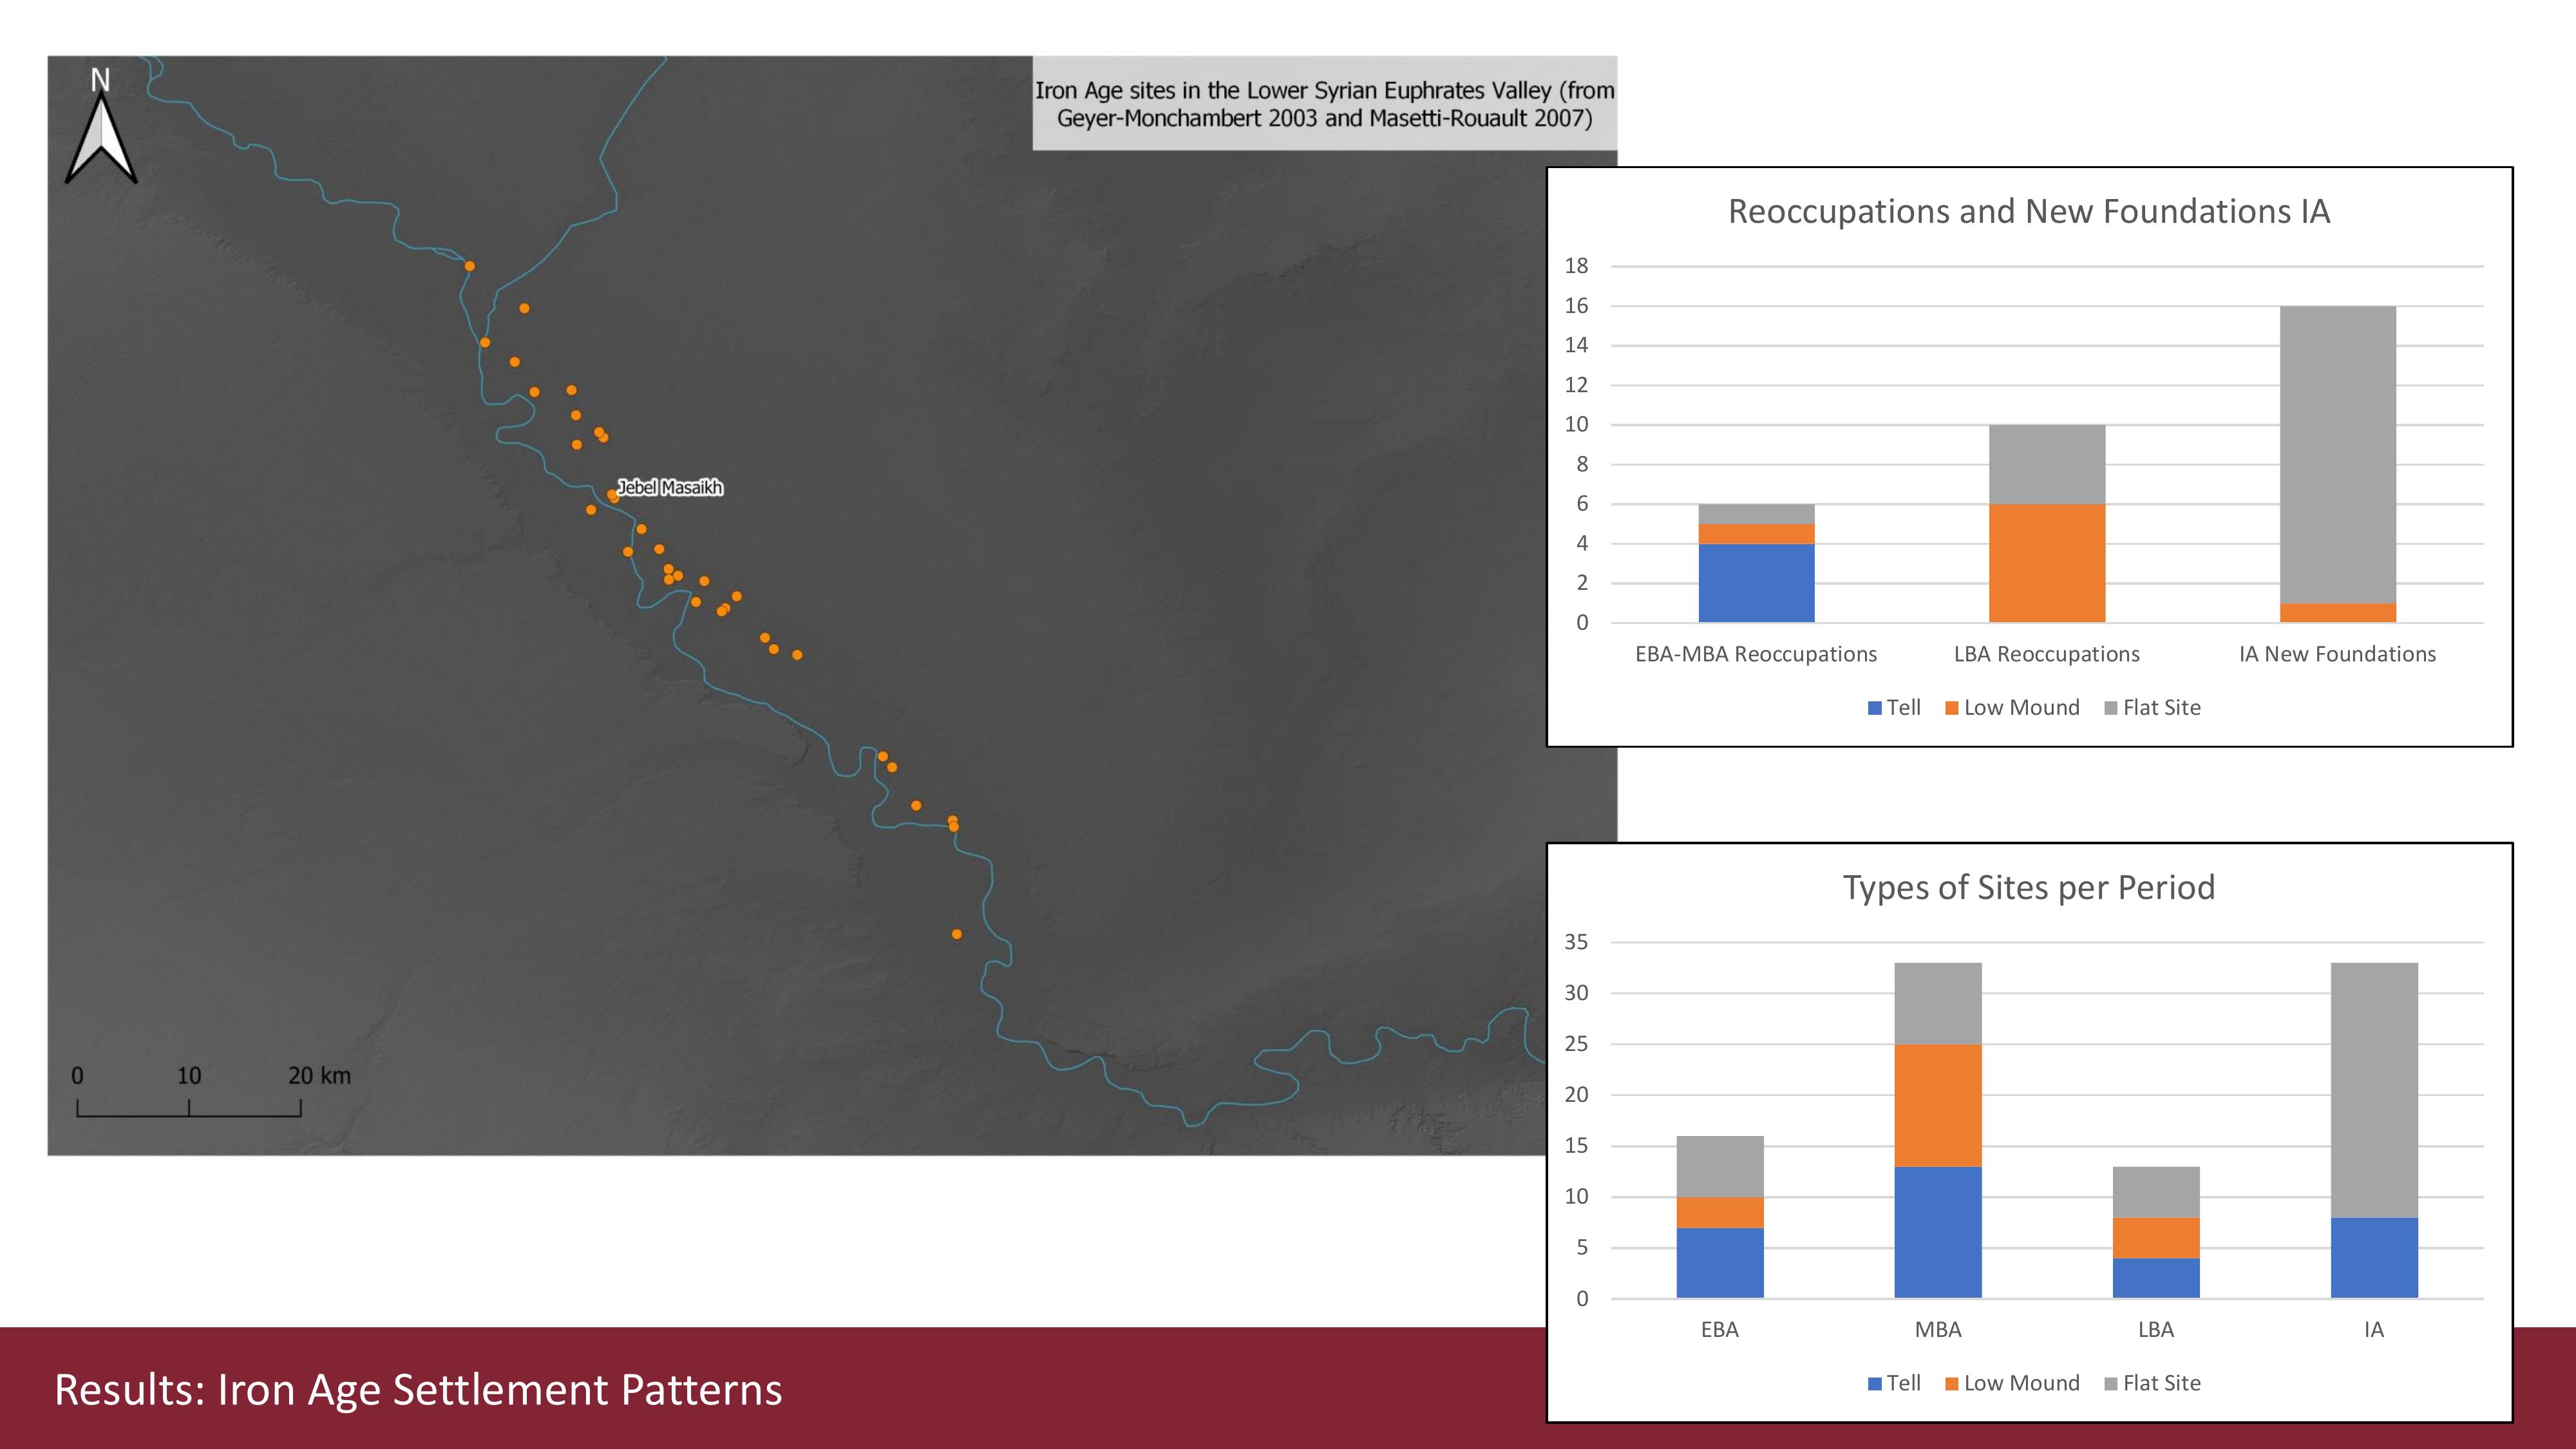 N
Iron Age sites in the Lower Syrian Euphrates Valley (from
Geyer-Monchambert 2003 and Masetti-Rouault 2007)
Jebel Masaikh
0 10 20 km
Reoccupations and New Foundations IA
18
16
14
12
10
8
6
4
2
0
EBA-MBA Reoccupations LBA Reoccupations IA New Foundations
Tell Low Mound Flat Site
Types of Sites per Period
35
30
25
20
15
10
5
0
EBA MBA LBA IA
Tell Low Mound Flat Site
Results: Iron Age Settlement Patterns